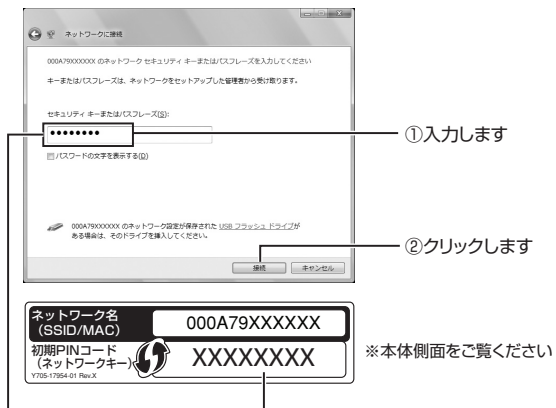 ネットワークに接続
000A79XXXXXX のネットワーク セキュリティ キーまたはパスフレーズを入力してください
キーまたはパスフレーズは、ネットワークをセットアップした管理者から受け取ります。
セキュリティ キーまたはパスフレーズ(S):
●●●●●●●●
①入力します
パスワードの文字を表示する(D)
000A79XXXXXX のネットワーク設定が保存された USB フラッシュ ドライブが
ある場合は、そのドライブを挿入してください。
②クリックします
接続
キャンセル
ネットワーク名
(SSID/MAC)
000A79XXXXXX
初期PINコード
(ネットワークキー)
XXXXXXXX
Y705-17954-01 Rev.X
※本体側面をご覧ください